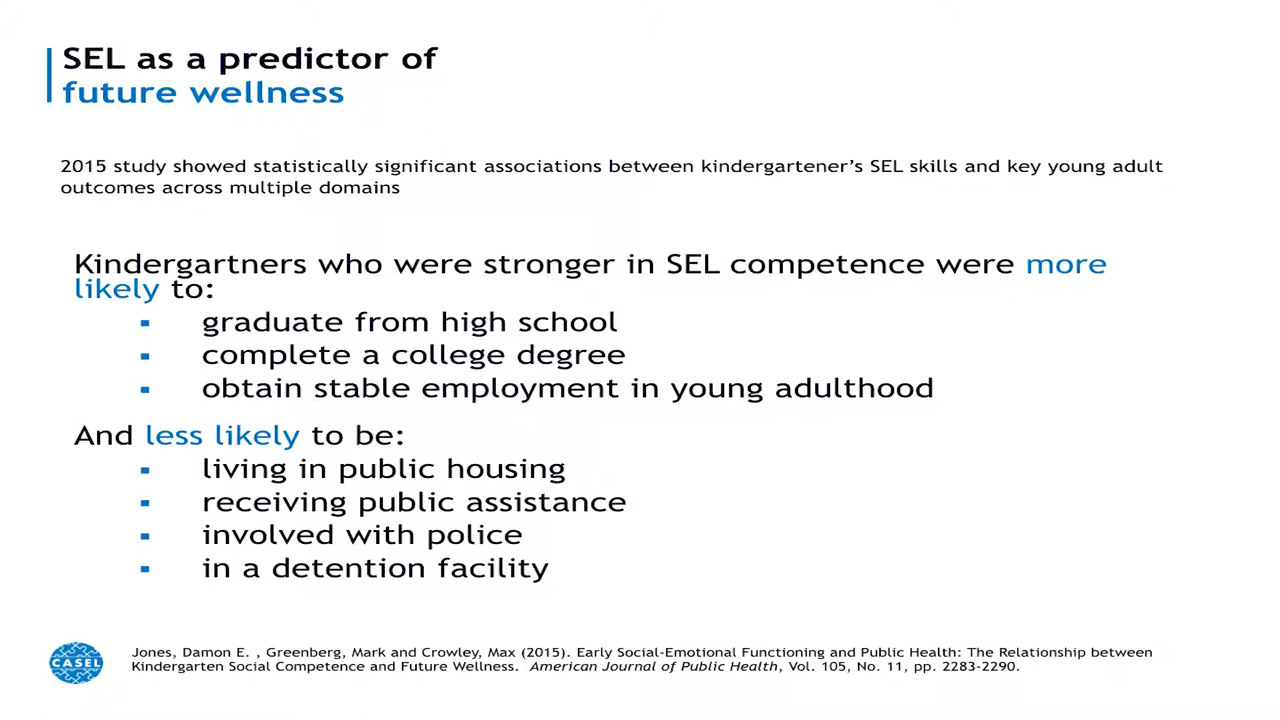 SEL as a predictor of
future wellness
2015 study showed statistically significant associations between kindergartener’s SEL skills and key young adult
outcomes across multiple domains
Kindergartners who were stronger in SEL competence were more
likely to:
▪ graduate from high school
▪ complete a college degree
▪ obtain stable employment in young adulthood
And less likely to be:
▪ living in public housing
▪ receiving public assistance
▪ involved with police
▪ in a detention facility
CASEL
Jones, Damon E. , Greenberg, Mark and Crowley, Max (2015). Early Social-Emotional Functioning and Public Health: The Relationship between
Kindergarten Social Competence and Future Wellness. American Journal of Public Health, Vol. 105, No. 11, pp. 2283-2290.